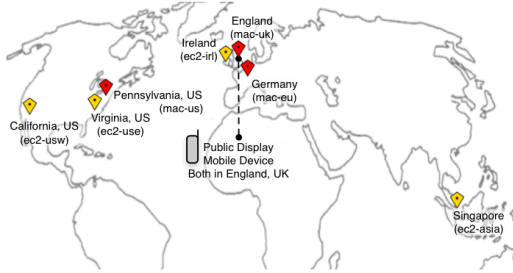 England
(mac-uk)
Ireland
(ec2-irl)
Germany
(mac-eu)
Pennsylvania, US
(mac-us)
Virginia, US
(ec2-use)
California, US
(ec2-usw)
Public Display
Mobile Device
Both in England, UK
Singapore
(ec2-asia)